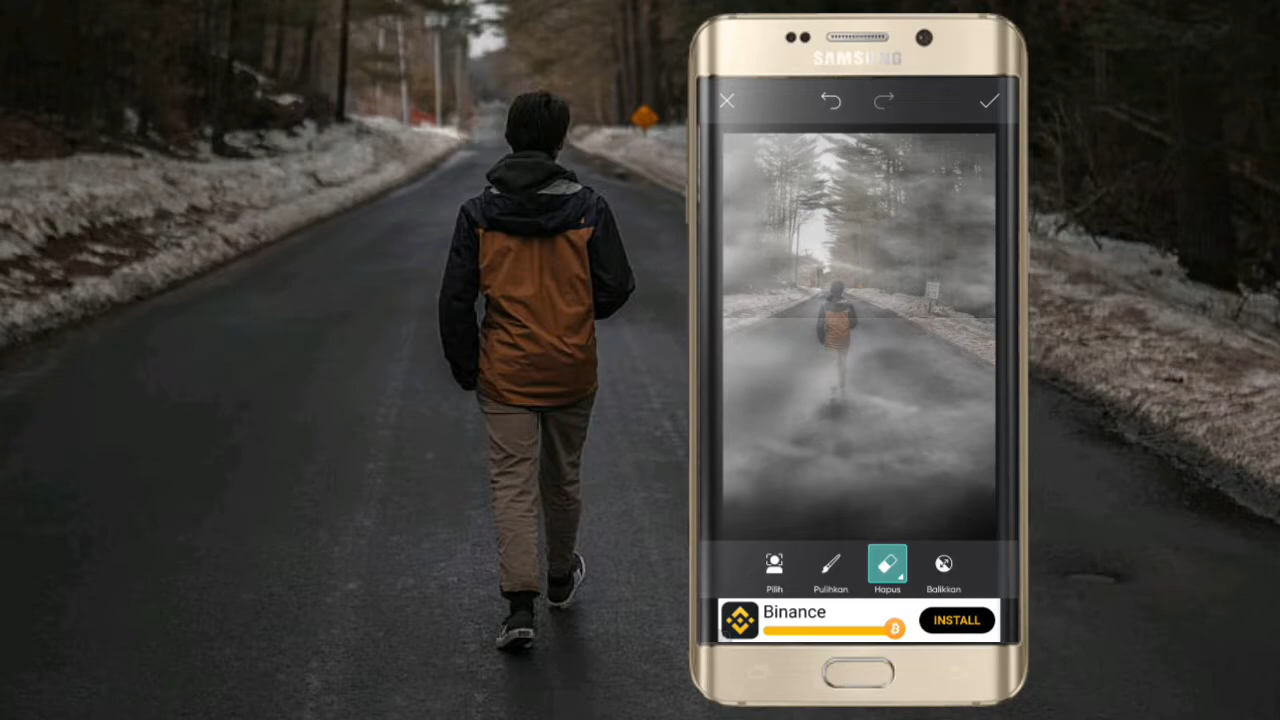 SAMSUNG
Pilih
Pulihkan
Hapus
Balikkan
Binance
INSTALL